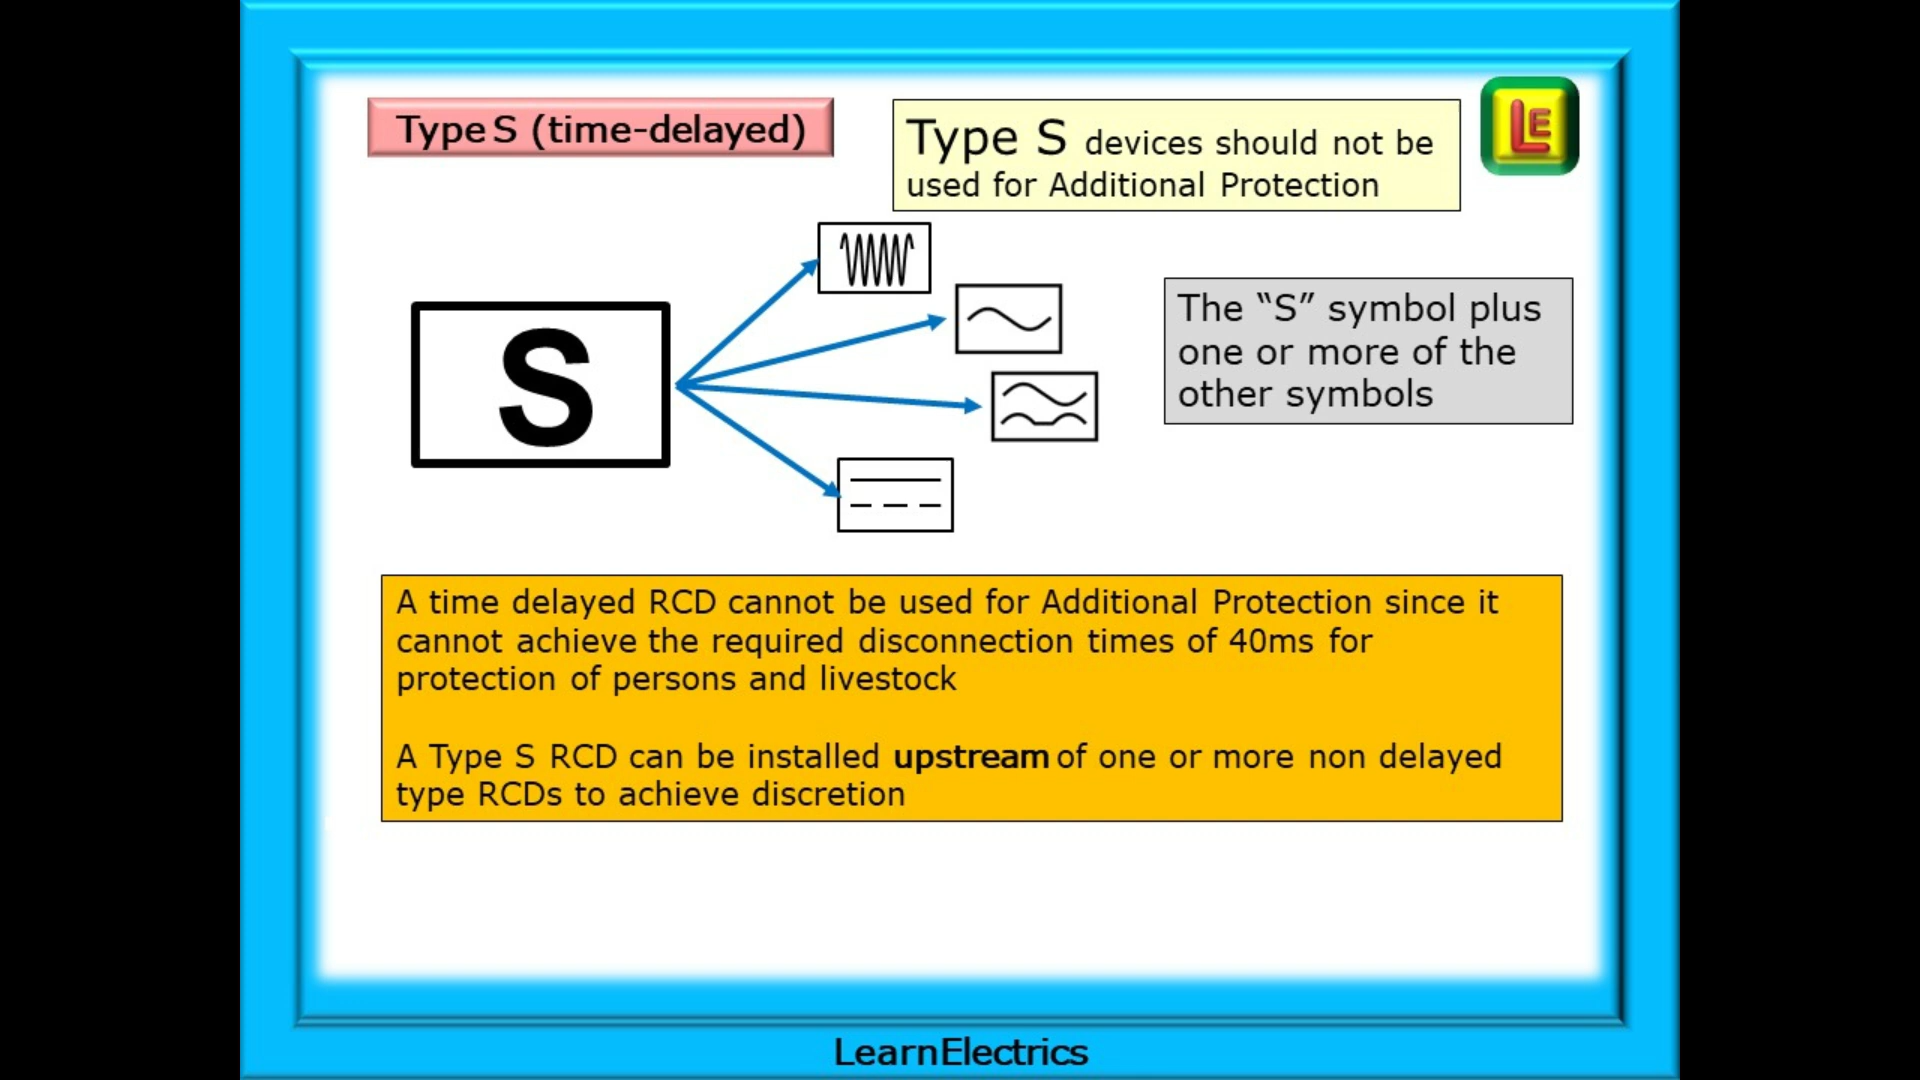 Type S (time-delayed)
Type S devices should not be
used for Additional Protection
LE
S
The “S” symbol plus
one or more of the
other symbols
A time delayed RCD cannot be used for Additional Protection since it
cannot achieve the required disconnection times of 40ms for
protection of persons and livestock
A Type S RCD can be installed upstream of one or more non delayed
type RCDs to achieve discretion
LearnElectrics